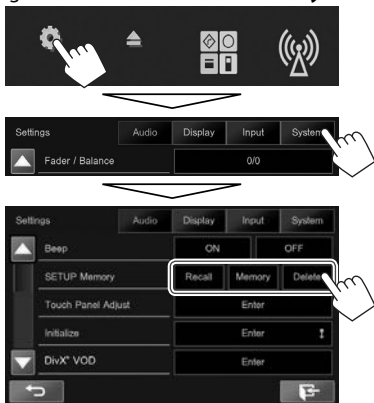 Settings Audio Display Input System
Fader / Balance 0/0
Settings Audio Display Input System
Beep ON OFF
SETUP Memory Recall Memory Delete
Touch Panel Adjust Enter
Initialize Enter
DivX® VOD Enter